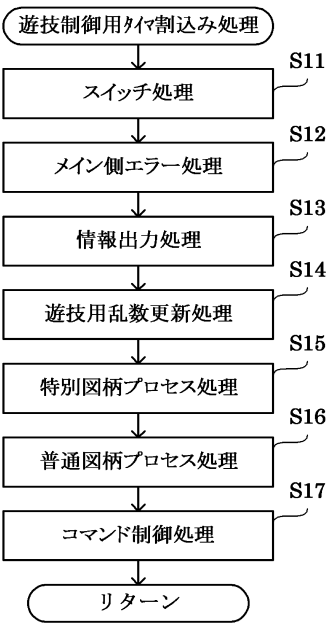 遊技制御用ﾀｲﾏ割込み処理
S11
スイッチ処理
S12
メイン側エラー処理
S13
情報出力処理
S14
遊技用乱数更新処理
S15
特別図柄プロセス処理
S16
普通図柄プロセス処理
S17
コマンド制御処理
リターン